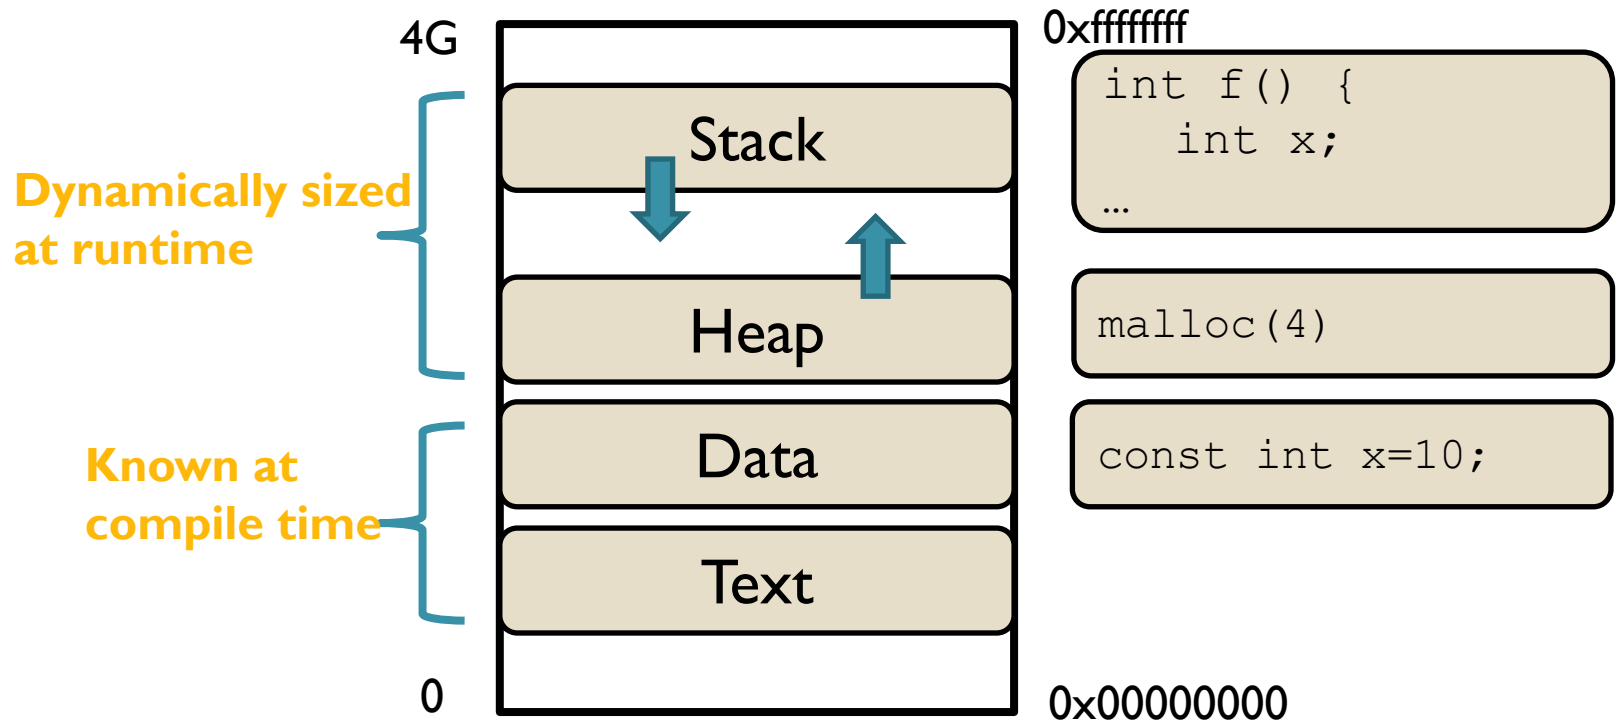 4G
0xffffffff
Stack
int f() {
int x;
…
Dynamically sized
at runtime
Heap
malloc(4)
Data
const int x=10;
Known at
compile time
Text
0
0x00000000